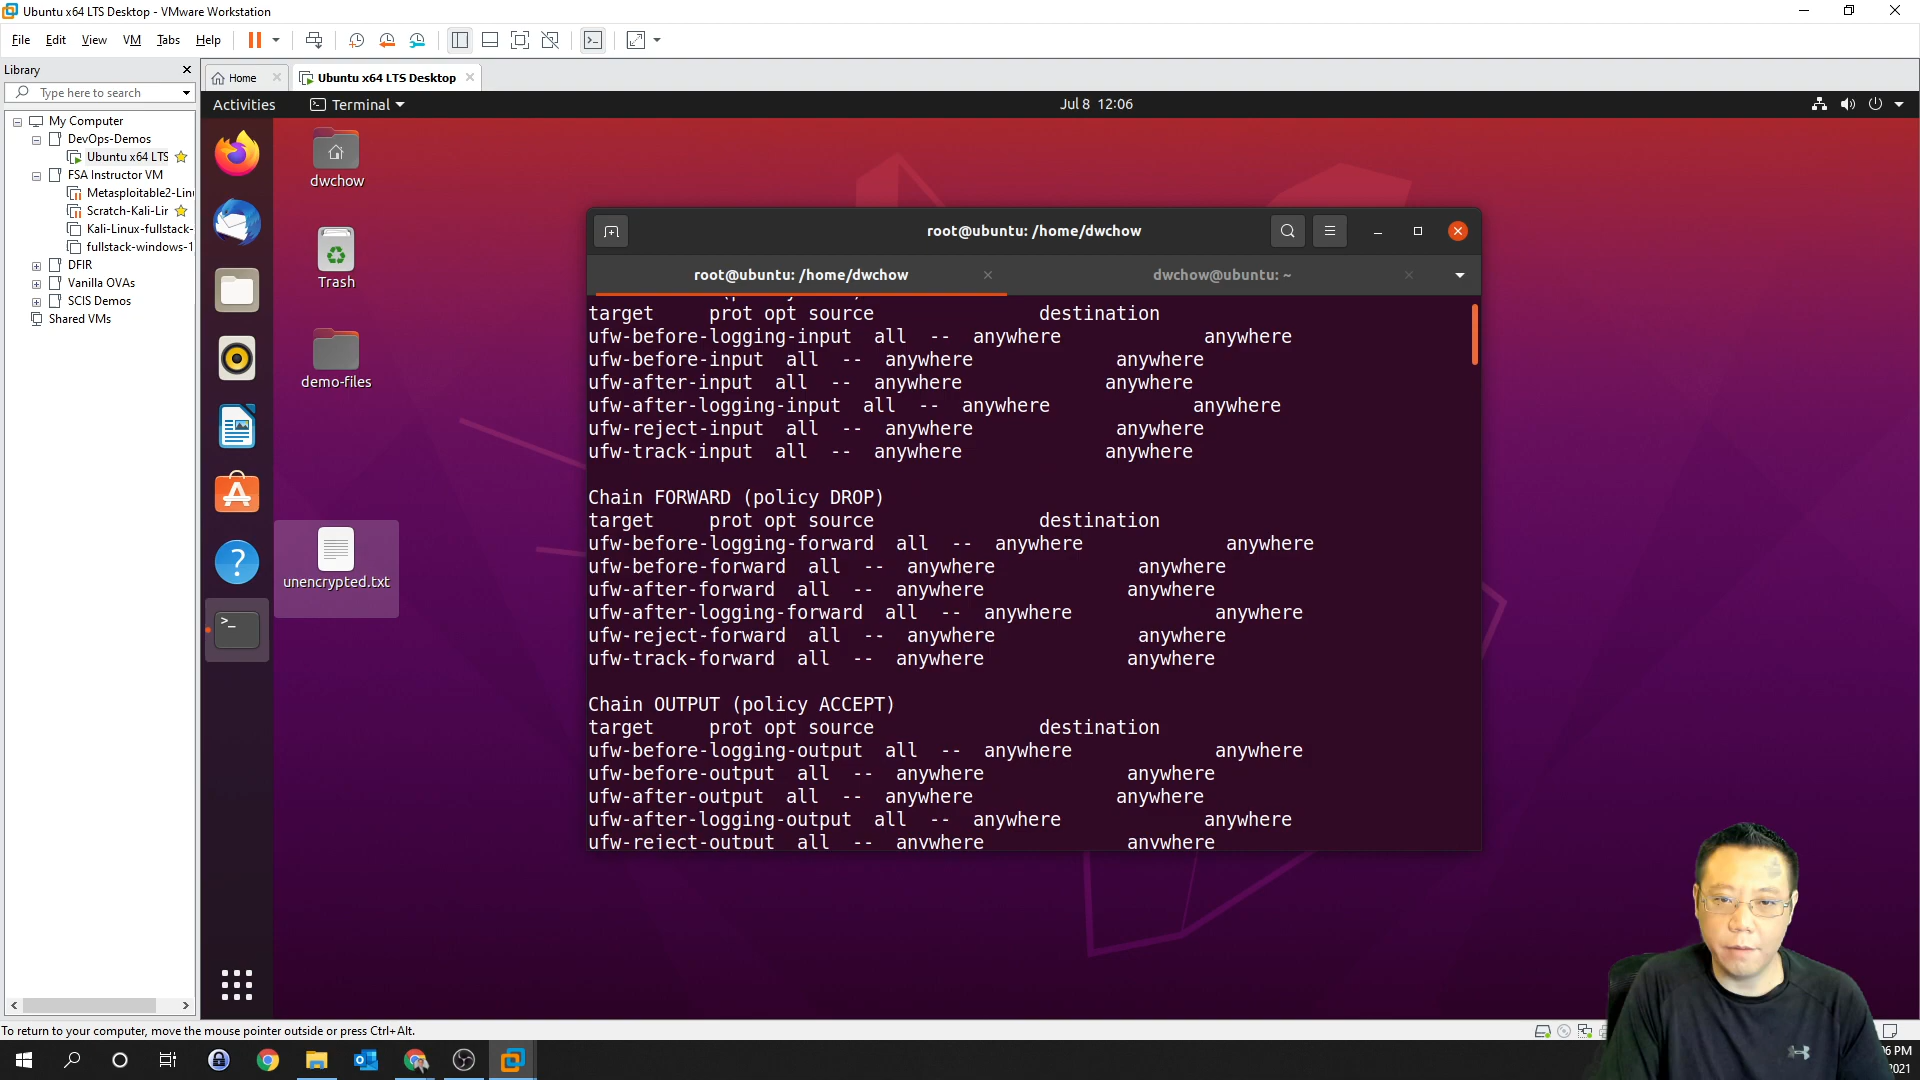 Ubuntu x64 LTS Desktop - VMware Workstation
File Edit View VM Tabs Help
Library
Home
Ubuntu x64 LTS Desktop
Type here to search
Activities
Terminal
Jul 8 12:06
My Computer
DevOps-Demos
Ubuntu x64 LTS
FSA Instructor VM
Metasploitable2-Linu
Scratch-Kali-Lir
Kali-Linux-fullstack-
fullstack-windows-1
DFIR
Vanilla OVAs
SCIS Demos
Shared VMs
dwchow
Trash
demo-files
unencrypted.txt
root@ubuntu: /home/dwchow
root@ubuntu: /home/dwchow
dwchow@ubuntu: ~
target     prot opt source               destination
ufw-before-logging-input  all  --  anywhere             anywhere
ufw-before-input  all  --  anywhere             anywhere
ufw-after-input  all  --  anywhere             anywhere
ufw-after-logging-input  all  --  anywhere             anywhere
ufw-reject-input  all  --  anywhere             anywhere
ufw-track-input  all  --  anywhere             anywhere
Chain FORWARD (policy DROP)
target     prot opt source               destination
ufw-before-logging-forward  all  --  anywhere             anywhere
ufw-before-forward  all  --  anywhere             anywhere
ufw-after-forward  all  --  anywhere             anywhere
ufw-after-logging-forward  all  --  anywhere             anywhere
ufw-reject-forward  all  --  anywhere             anywhere
ufw-track-forward  all  --  anywhere             anywhere
Chain OUTPUT (policy ACCEPT)
target     prot opt source               destination
ufw-before-logging-output  all  --  anywhere             anywhere
ufw-before-output  all  --  anywhere             anywhere
ufw-after-output  all  --  anywhere             anywhere
ufw-after-logging-output  all  --  anywhere             anywhere
ufw-reject-output  all  --  anywhere             anywhere
To return to your computer, move the mouse pointer outside or press Ctrl+Alt.
6 PM
2021